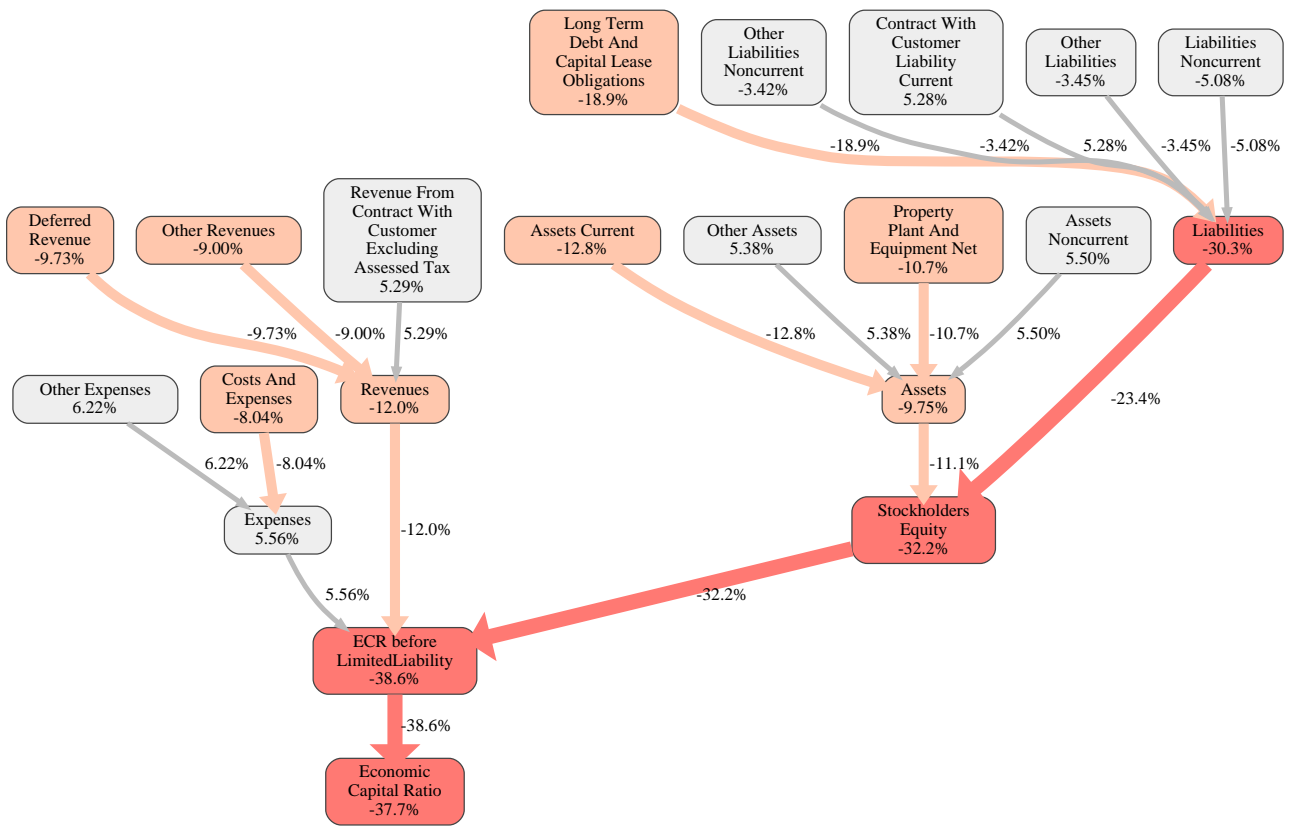 Long Term
Debt And
Capital Lease
Obligations
-18.9%
Other
Liabilities
Noncurrent
-3.42%
Contract With
Customer
Liability
Current
5.28%
Other
Liabilities
-3.45%
Liabilities
Noncurrent
-5.08%
-18.9%
-3.42%
5.28%
-3.45%
-5.08%
Deferred
Revenue
-9.73%
Other Revenues
-9.00%
Revenue From
Contract With
Customer
Excluding
Assessed Tax
5.29%
Assets Current
-12.8%
Other Assets
5.38%
Property
Plant And
Equipment Net
-10.7%
Assets
Noncurrent
5.50%
Liabilities
-30.3%
-9.73%
-9.00%
5.29%
-12.8%
5.38%
-10.7%
5.50%
Other Expenses
6.22%
Costs And
Expenses
-8.04%
Revenues
-12.0%
Assets
-9.75%
-23.4%
6.22%
-8.04%
-11.1%
Expenses
5.56%
-12.0%
Stockholders
Equity
-32.2%
5.56%
-32.2%
ECR before
LimitedLiability
-38.6%
-38.6%
Economic
Capital Ratio
-37.7%